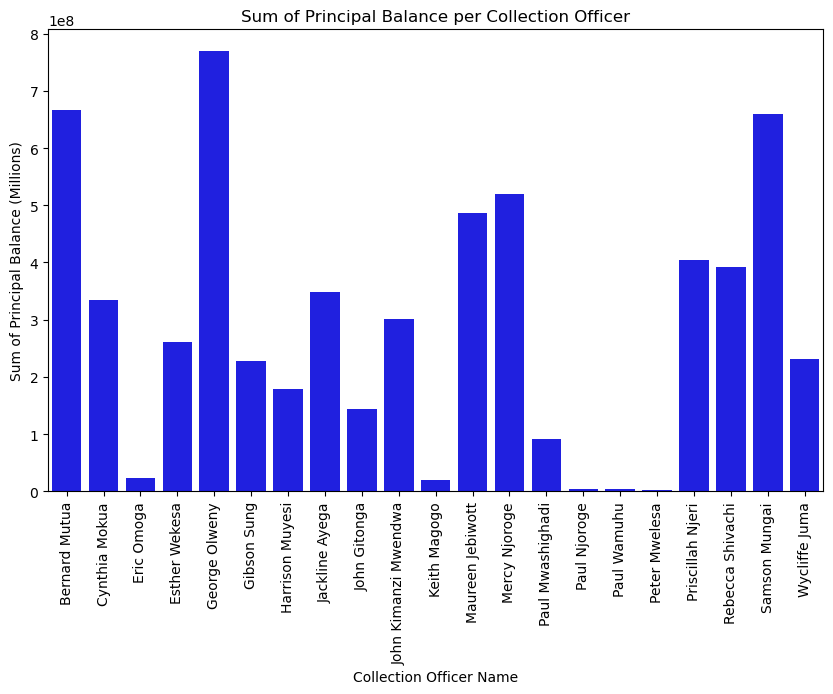 Sum of Principal Balance per Collection Officer
1e8
Sum of Principal Balance (Millions)
8
7
6
5
4
3
2
1
0
Bernard Mutua
Cynthia Mokua
Eric Omoga
Esther Wekesa
George Olweny
Gibson Sung
Harrison Muyesi
Jackline Ayega
John Gitonga
John Kimanzi Mwendwa
Keith Magogo
Maureen Jebiwott
Mercy Njoroge
Paul Mwashighadi
Paul Njoroge
Paul Wamuhu
Peter Mwelesa
Priscillah Njeri
Rebecca Shivachi
Samson Mungai
Wycliffe Juma
Collection Officer Name